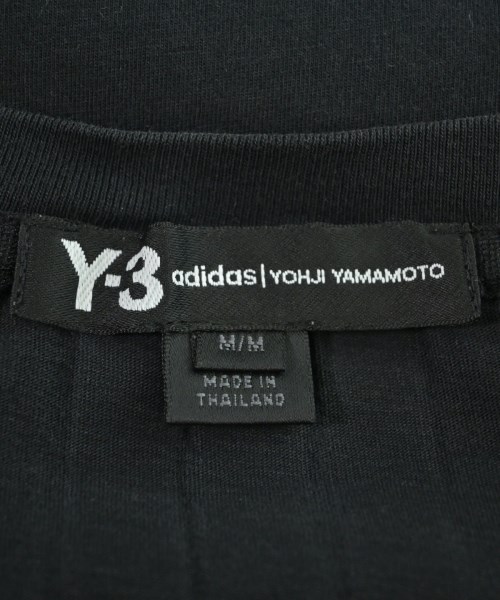 Y-3 adidas | YOHJI YAMAMOTO
M/M
MADE IN
THAILAND